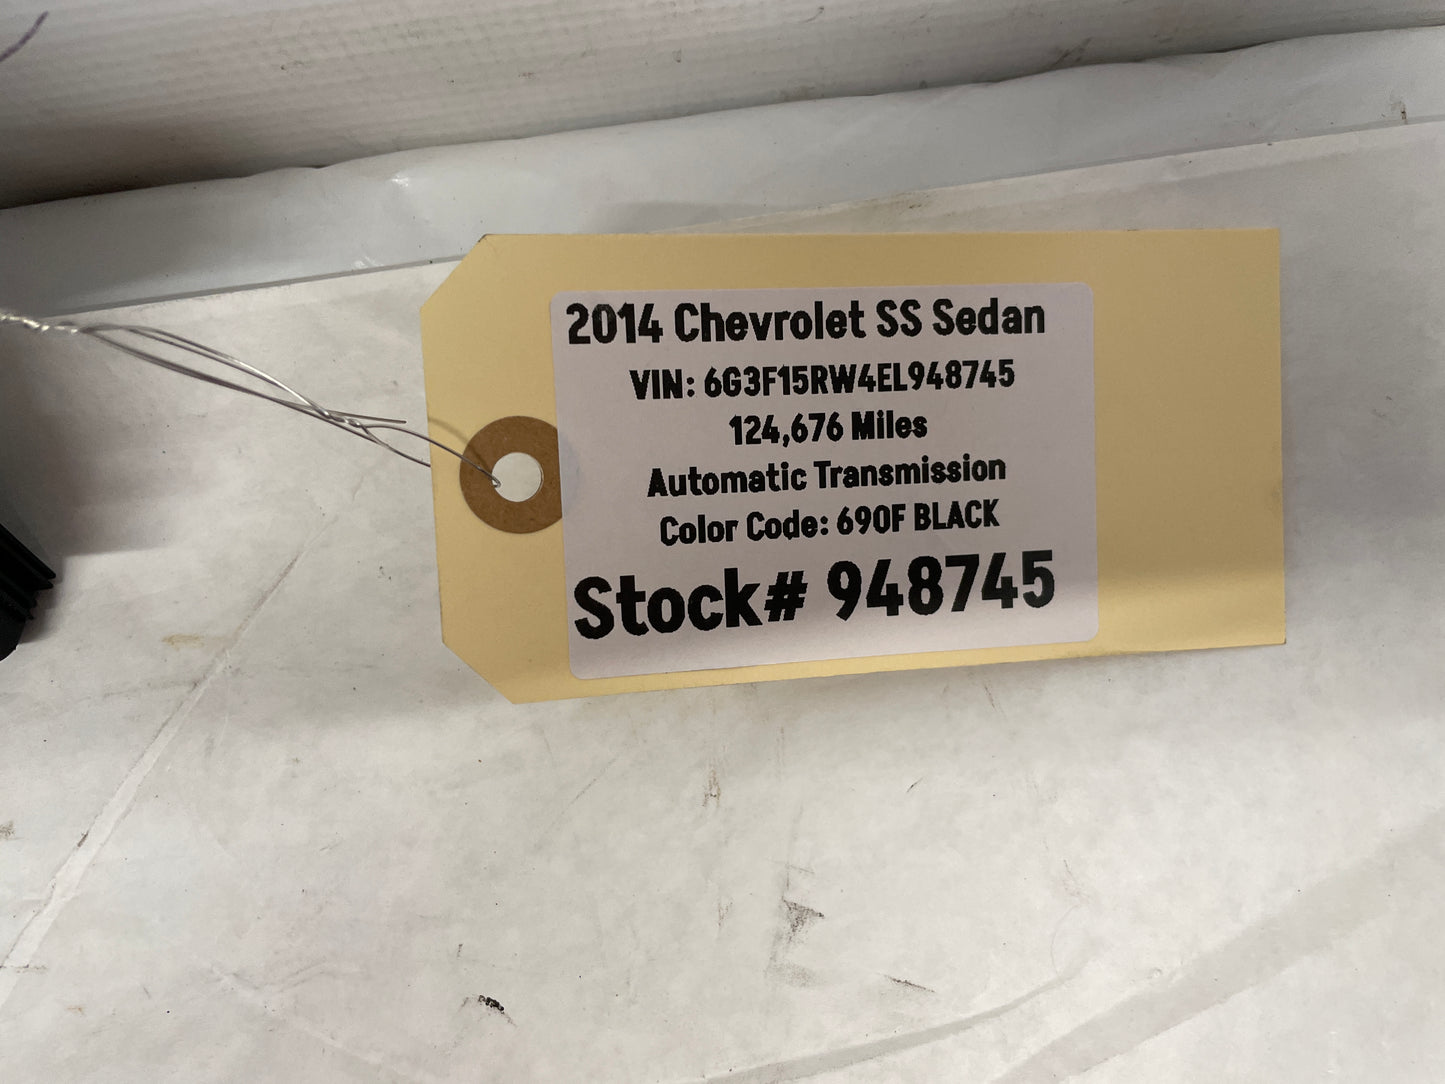 2014 Chevrolet SS Sedan
VIN: 6G3F15RW4EL948745
124,676 Miles
Automatic Transmission
Color Code: 690F BLACK
Stock# 948745